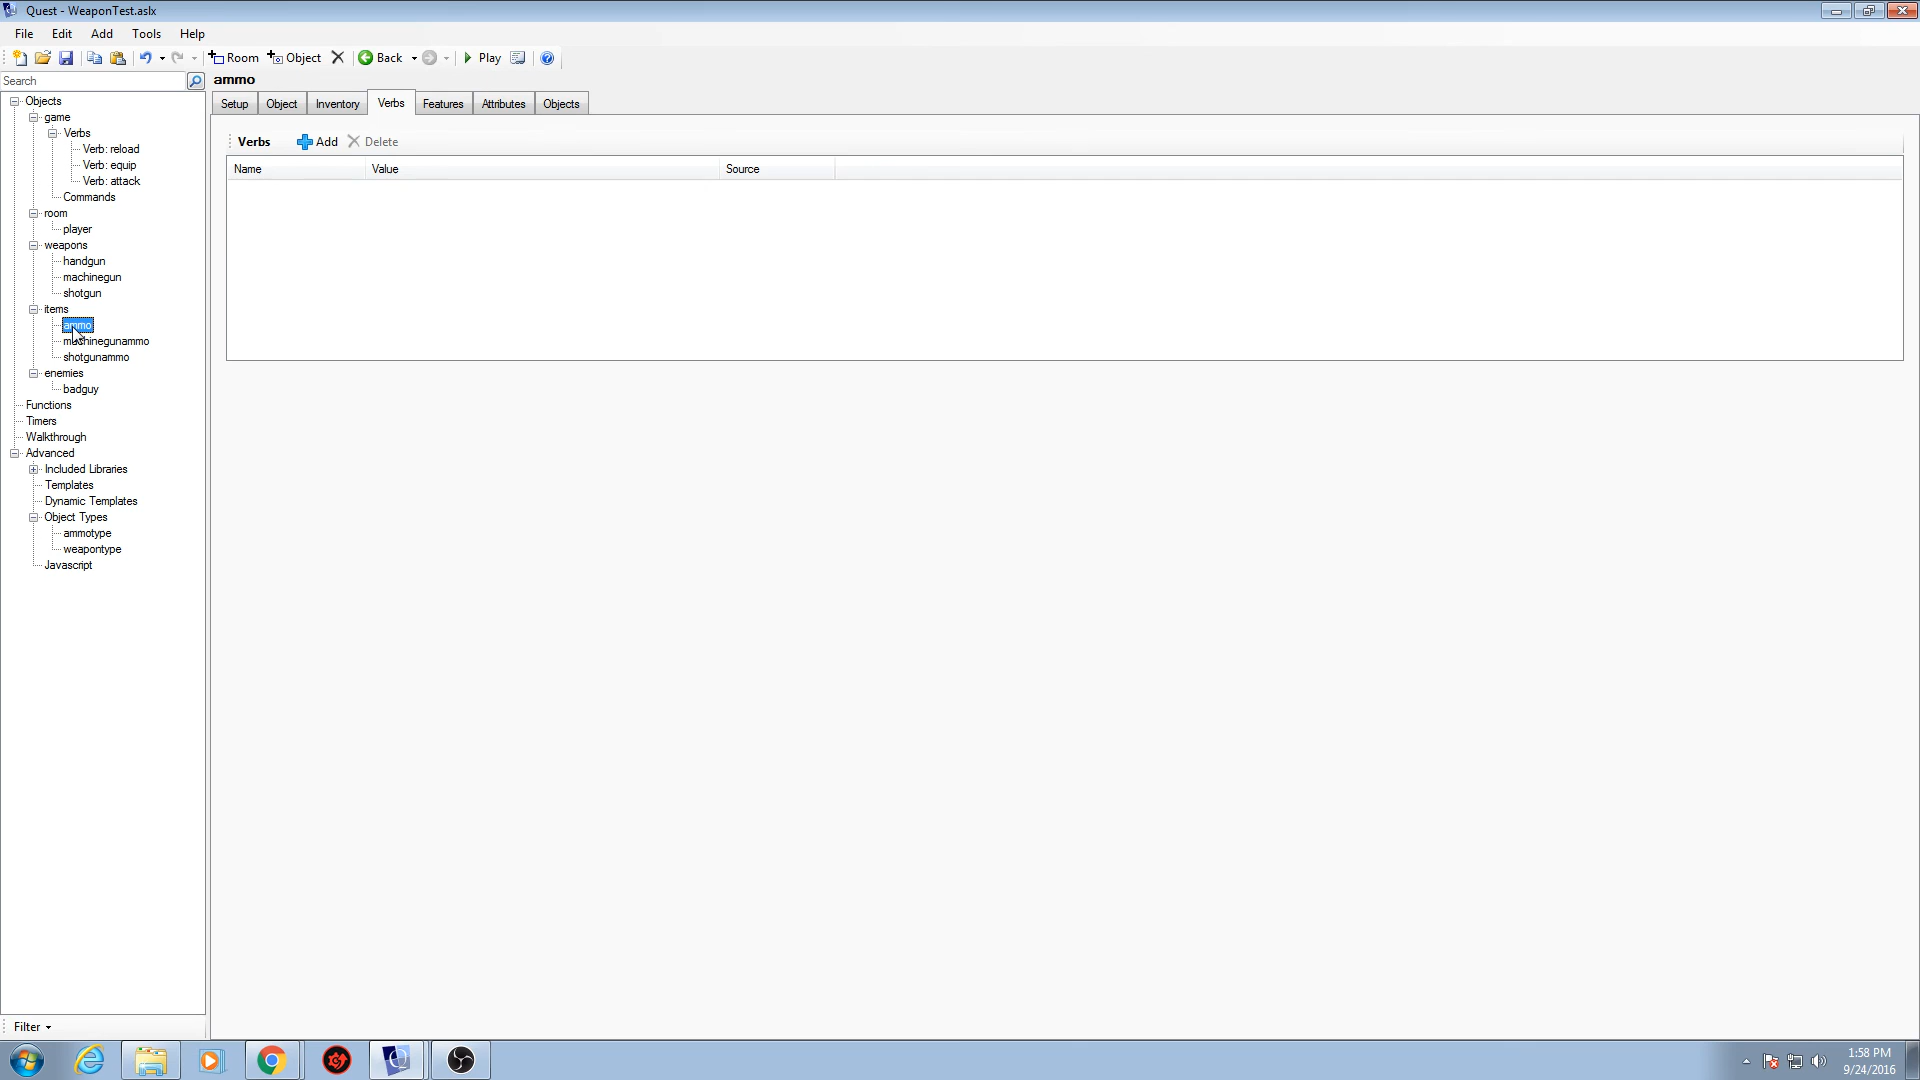 Quest - WeaponTest.aslx
File Edit Add Tools Help
Room Object Back Play
Search
ammo
Setup Object Inventory Verbs Features Attributes Objects
Verbs Add Delete
Name Value Source
Objects
game
Verbs
Verb: reload
Verb: equip
Verb: attack
Commands
room
player
weapons
handgun
machinegun
shotgun
items
ammo
machinegunammo
shotgunammo
enemies
badguy
Functions
Timers
Walkthrough
Advanced
Included Libraries
Templates
Dynamic Templates
Object Types
ammotype
weapontype
Javascript
Filter
1:58 PM
9/24/2016